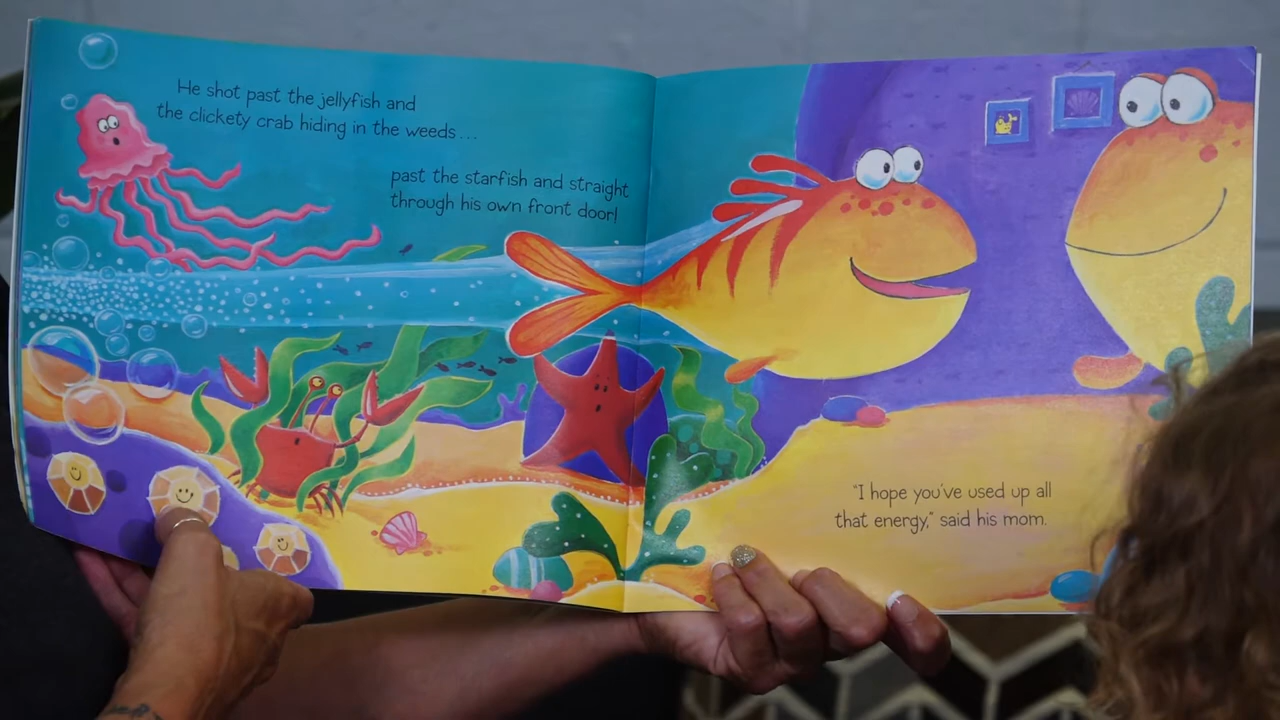 He shot past the jellyfish and
the clickety crab hiding in the weeds...
past the starfish and straight
through his own front door!
"I hope you've used up all
that energy," said his mom.